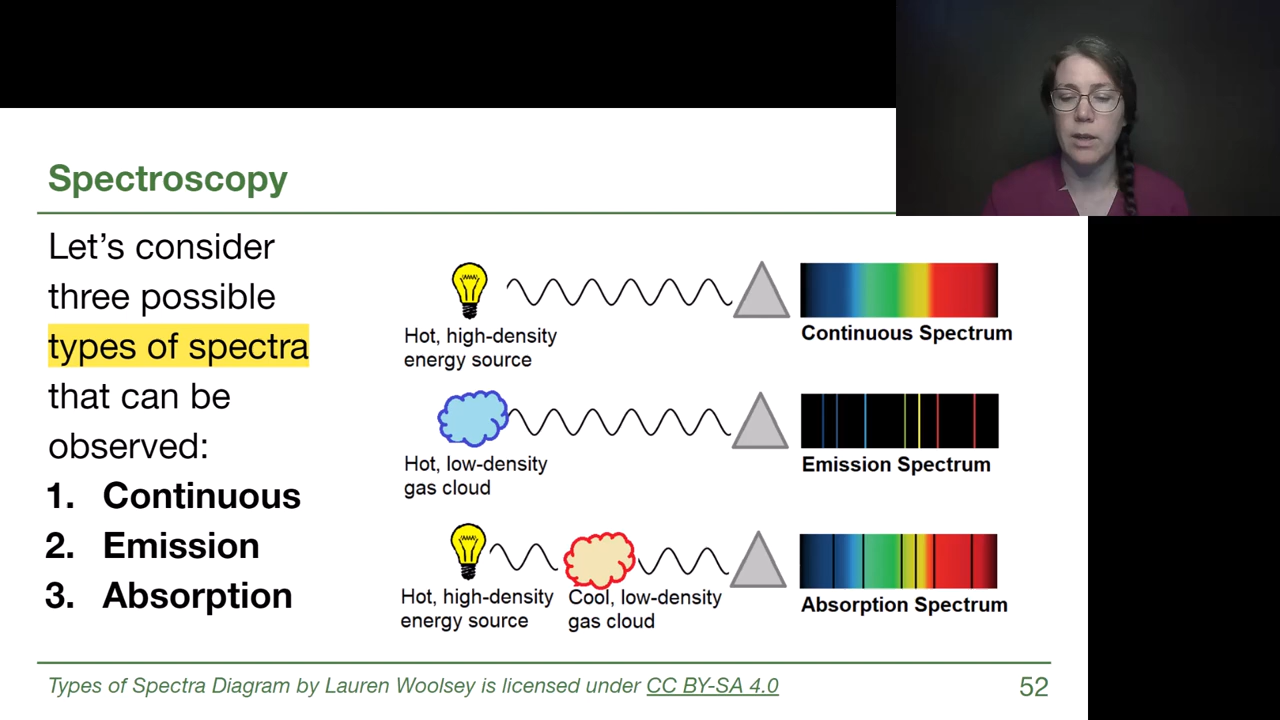 Spectroscopy
Let’s consider
three possible
types of spectra
that can be
observed:
1. Continuous
2. Emission
3. Absorption
Hot, high-density
energy source
Continuous Spectrum
Hot, low-density
gas cloud
Emission Spectrum
Hot, high-density
energy source
Cool, low-density
gas cloud
Absorption Spectrum
Types of Spectra Diagram by Lauren Woolsey is licensed under CC BY-SA 4.0
52